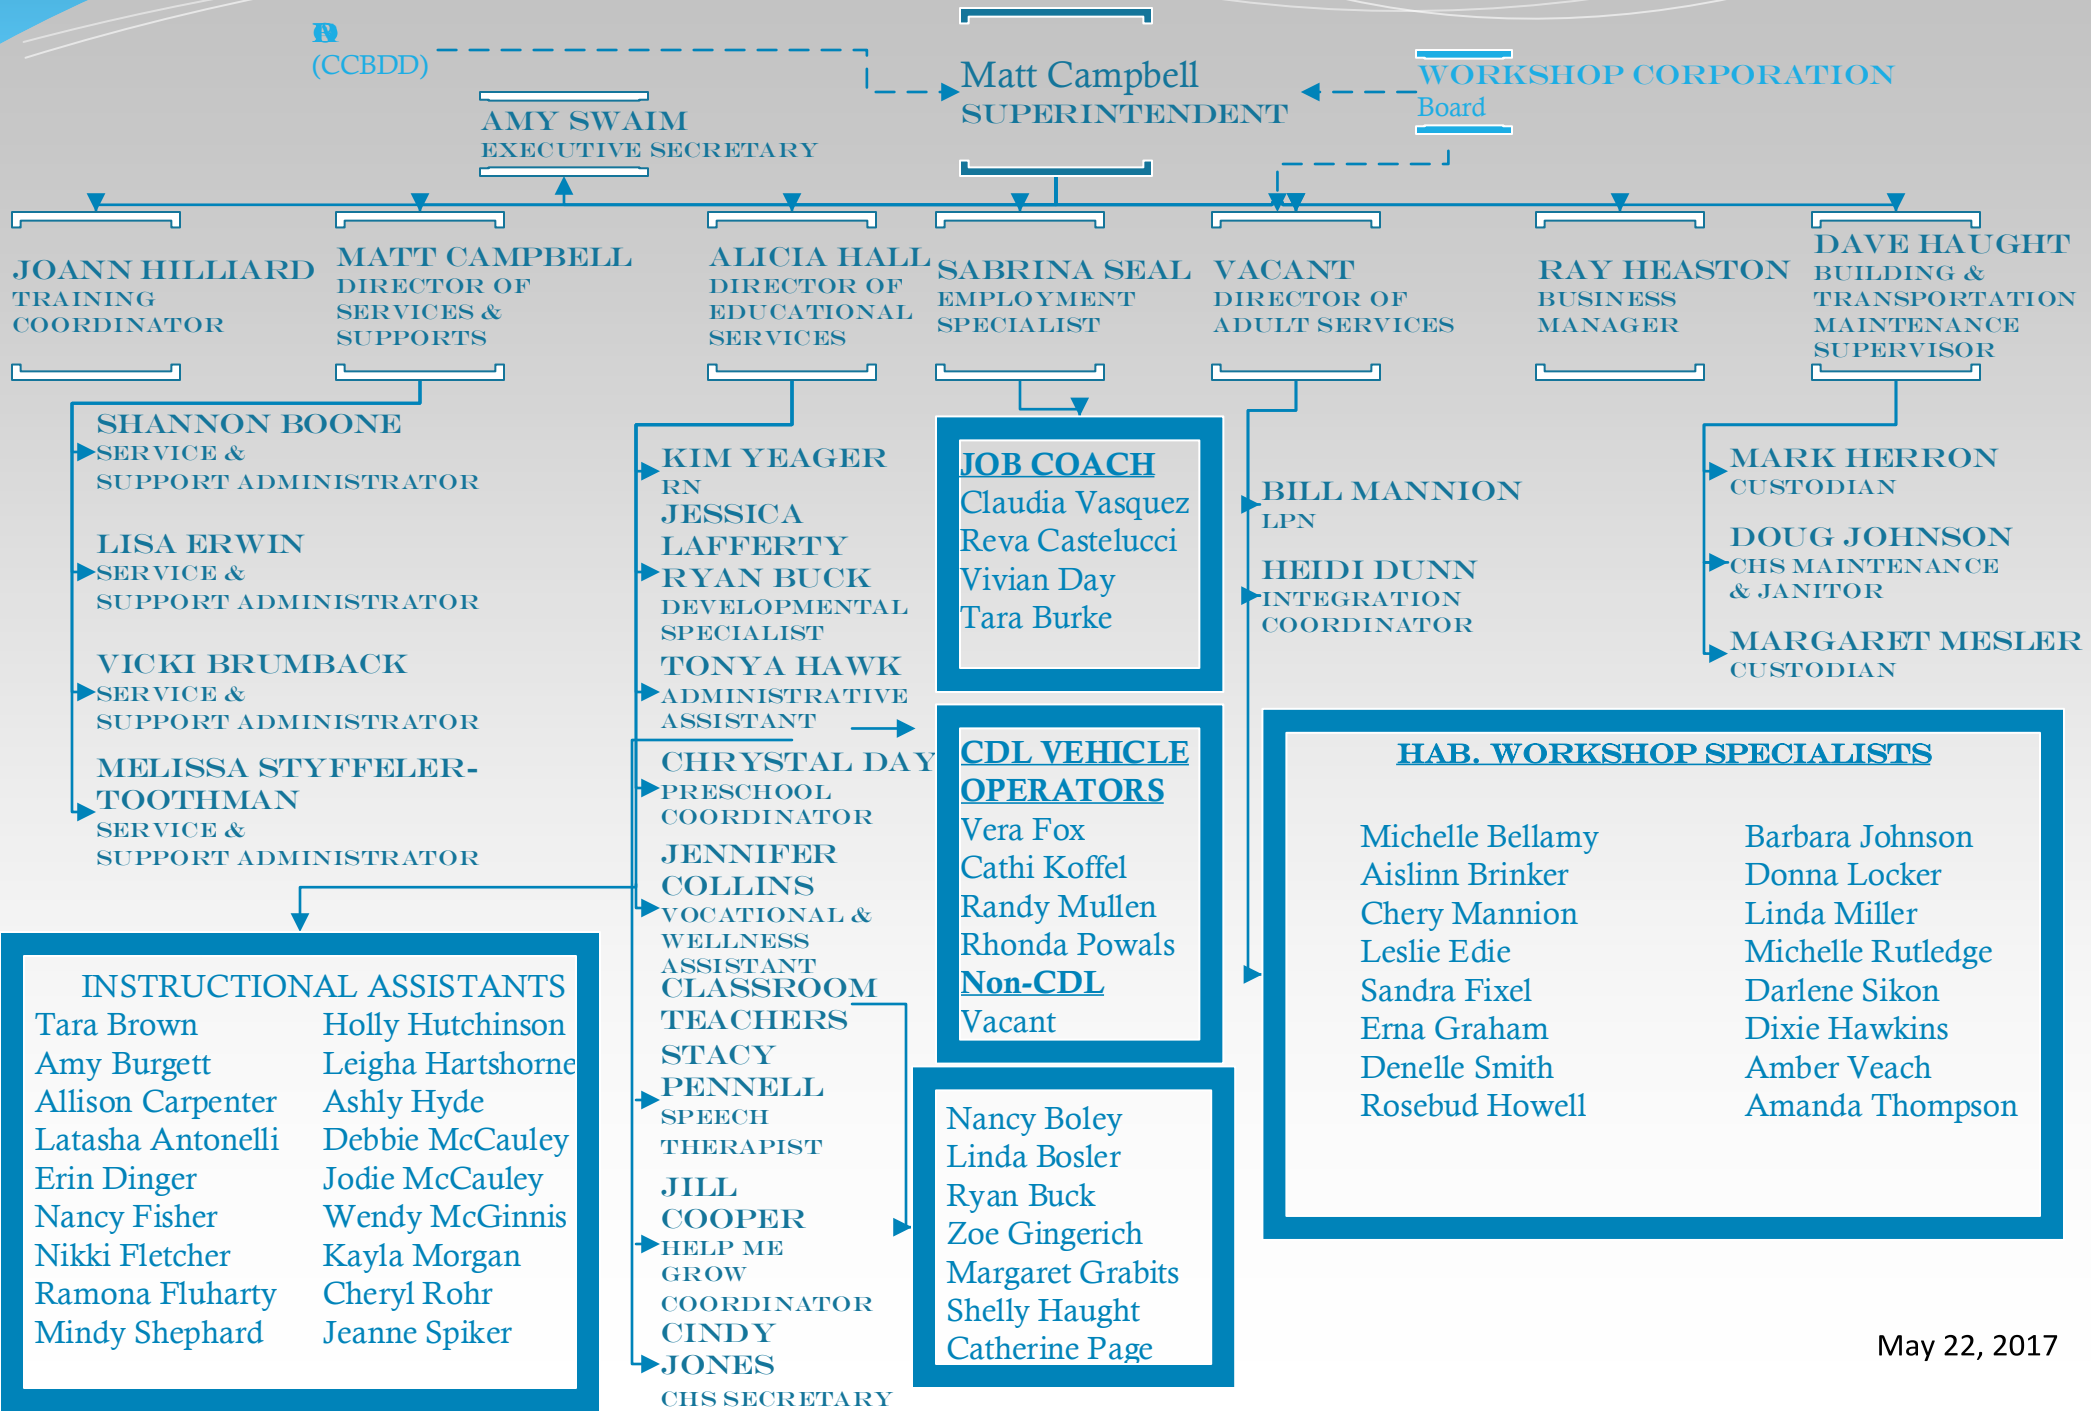 (CCBDD)
Matt Campbell
SUPERINTENDENT
WORKSHOP CORPORATION
Board
AMY SWAIM
EXECUTIVE SECRETARY
JOANN HILLIARD
TRAINING
COORDINATOR
MATT CAMPBELL
DIRECTOR OF
SERVICES &
SUPPORTS
ALICIA HALL
DIRECTOR OF
EDUCATIONAL
SERVICES
SABRINA SEAL
EMPLOYMENT
SPECIALIST
VACANT
DIRECTOR OF
ADULT SERVICES
RAY HEASTON
BUSINESS
MANAGER
DAVE HAUGHT
BUILDING &
TRANSPORTATION
MAINTENANCE
SUPERVISOR
SHANNON BOONE
SERVICE &
SUPPORT ADMINISTRATOR
LISA ERWIN
SERVICE &
SUPPORT ADMINISTRATOR
VICKI BRUMBACK
SERVICE &
SUPPORT ADMINISTRATOR
MELISSA STYFFELER-
TOOTHMAN
SERVICE &
SUPPORT ADMINISTRATOR
KIM YEAGER
RN
JESSICA
LAFFERTY
RYAN BUCK
DEVELOPMENTAL
SPECIALIST
TONYA HAWK
ADMINISTRATIVE
ASSISTANT
CHRYSTAL DAY
PRESCHOOL
COORDINATOR
JENNIFER
COLLINS
VOCATIONAL &
WELLNESS
ASSISTANT
CLASSROOM
TEACHERS
STACY
PENNELL
SPEECH
THERAPIST
JILL
COOPER
HELP ME
GROW
COORDINATOR
CINDY
JONES
CHS SECRETARY
JOB COACH
Claudia Vasquez
Reva Castelucci
Vivian Day
Tara Burke
CDL VEHICLE
OPERATORS
Vera Fox
Cathi Koffel
Randy Mullen
Rhonda Powals
Non-CDL
Vacant
Nancy Boley
Linda Bosler
Ryan Buck
Zoe Gingerich
Margaret Grabits
Shelly Haught
Catherine Page
BILL MANNION
LPN
HEIDI DUNN
INTEGRATION
COORDINATOR
MARK HERRON
CUSTODIAN
DOUG JOHNSON
CHS MAINTENANCE
& JANITOR
MARGARET MESLER
CUSTODIAN
HAB. WORKSHOP SPECIALISTS
Michelle Bellamy Barbara Johnson
Aislinn Brinker Donna Locker
Chery Mannion Linda Miller
Leslie Edie Michelle Rutledge
Sandra Fixel Darlene Sikon
Erna Graham Dixie Hawkins
Denelle Smith Amber Veach
Rosebud Howell Amanda Thompson
INSTRUCTIONAL ASSISTANTS
Tara Brown Holly Hutchinson
Amy Burgett Leigha Hartshorne
Allison Carpenter Ashly Hyde
Latasha Antonelli Debbie McCauley
Erin Dinger Jodie McCauley
Nancy Fisher Wendy McGinnis
Nikki Fletcher Kayla Morgan
Ramona Fluharty Cheryl Rohr
Mindy Shephard Jeanne Spiker
May 22, 2017